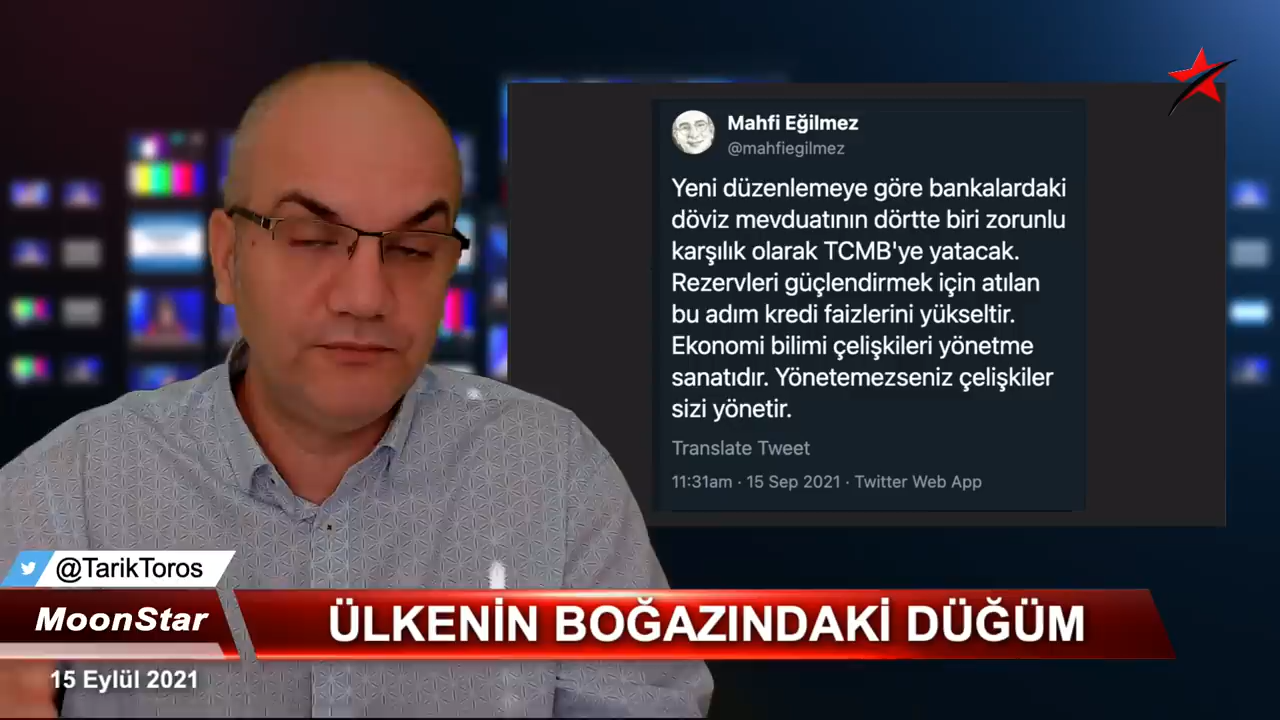 Mahfi Eğilmez
@mahfiegilmez
Yeni düzenlemeye göre bankalardaki
döviz mevduatının dörtte biri zorunlu
karşılık olarak TCMB'ye yatacak.
Rezervleri güçlendirmek için atılan
bu adım kredi faizlerini yükseltir.
Ekonomi bilimi çelişkileri yönetme
sanatıdır. Yönetemezseniz çelişkiler
sizi yönetir.
Translate Tweet
11:31am · 15 Sep 2021 · Twitter Web App
@TarikToros
MoonStar
ÜLKENİN BOĞAZINDAKİ DÜĞÜM
15 Eylül 2021